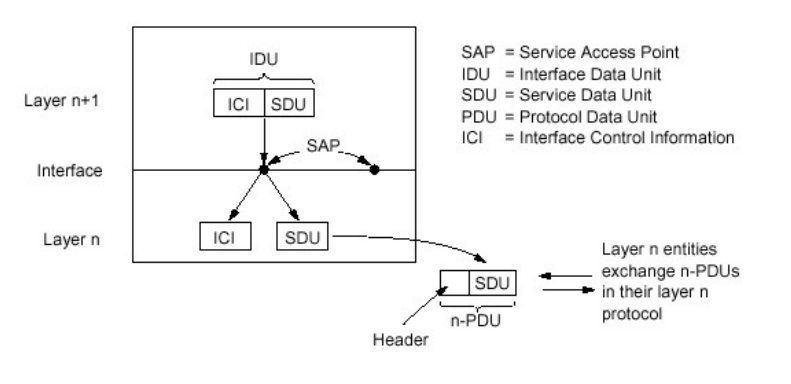 IDU
SAP = Service Access Point
IDU = Interface Data Unit
SDU = Service Data Unit
PDU = Protocol Data Unit
ICI = Interface Control Information
Layer n+1
ICI SDU
SAP
Interface
Layer n
ICI
SDU
Layer n entities
exchange n-PDUs
in their layer n
protocol
SDU
n-PDU
Header